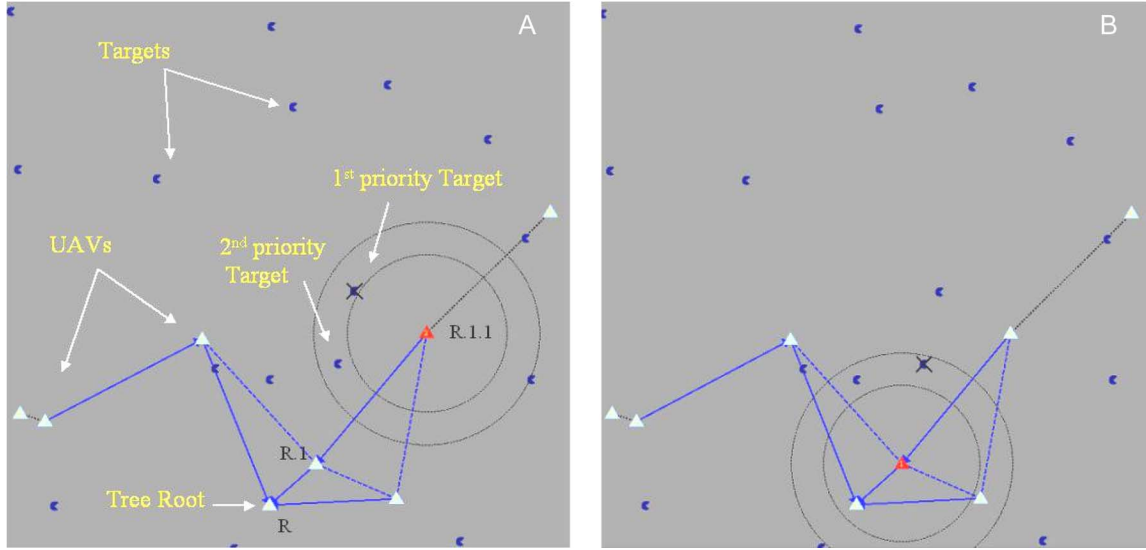 A
B
Targets
1st priority Target
UAVs
2nd priority
Target
R.1.1
R.1
Tree Root
R